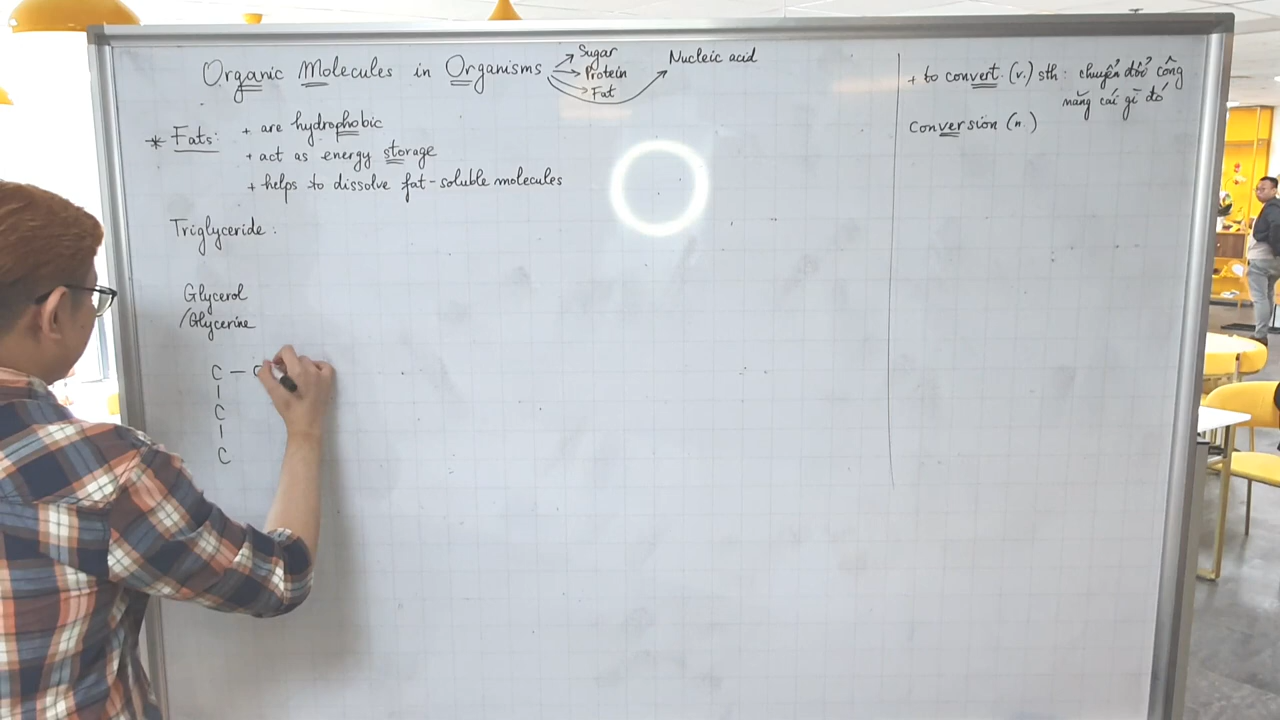 Organic Molecules in Organisms
Sugar
Protein
Fat
Nucleic acid
* Fats:
+ are hydrophobic
+ act as energy storage
+ helps to dissolve fat-soluble molecules
Triglyceride:
Glycerol
/Glycerine
C —
C
C
+ to convert (v.) sth: chuyển đổi công
năng cái gì đó
conversion (n.)